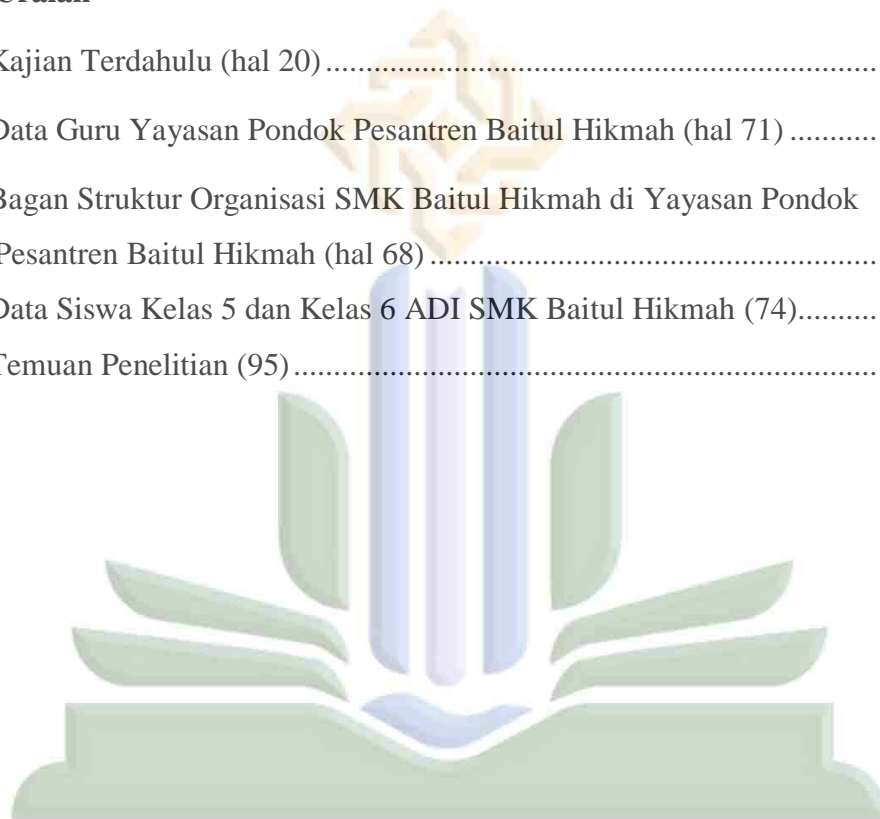 Uraian
Kajian Terdahulu (hal 20)................................................................
Data Guru Yayasan Pondok Pesantren Baitul Hikmah (hal 71)...........
Bagan Struktur Organisasi SMK Baitul Hikmah di Yayasan Pondok
Pesantren Baitul Hikmah (hal 68)....................................................
Data Siswa Kelas 5 dan Kelas 6 ADI SMK Baitul Hikmah (74)..........
Temuan Penelitian (95)....................................................................